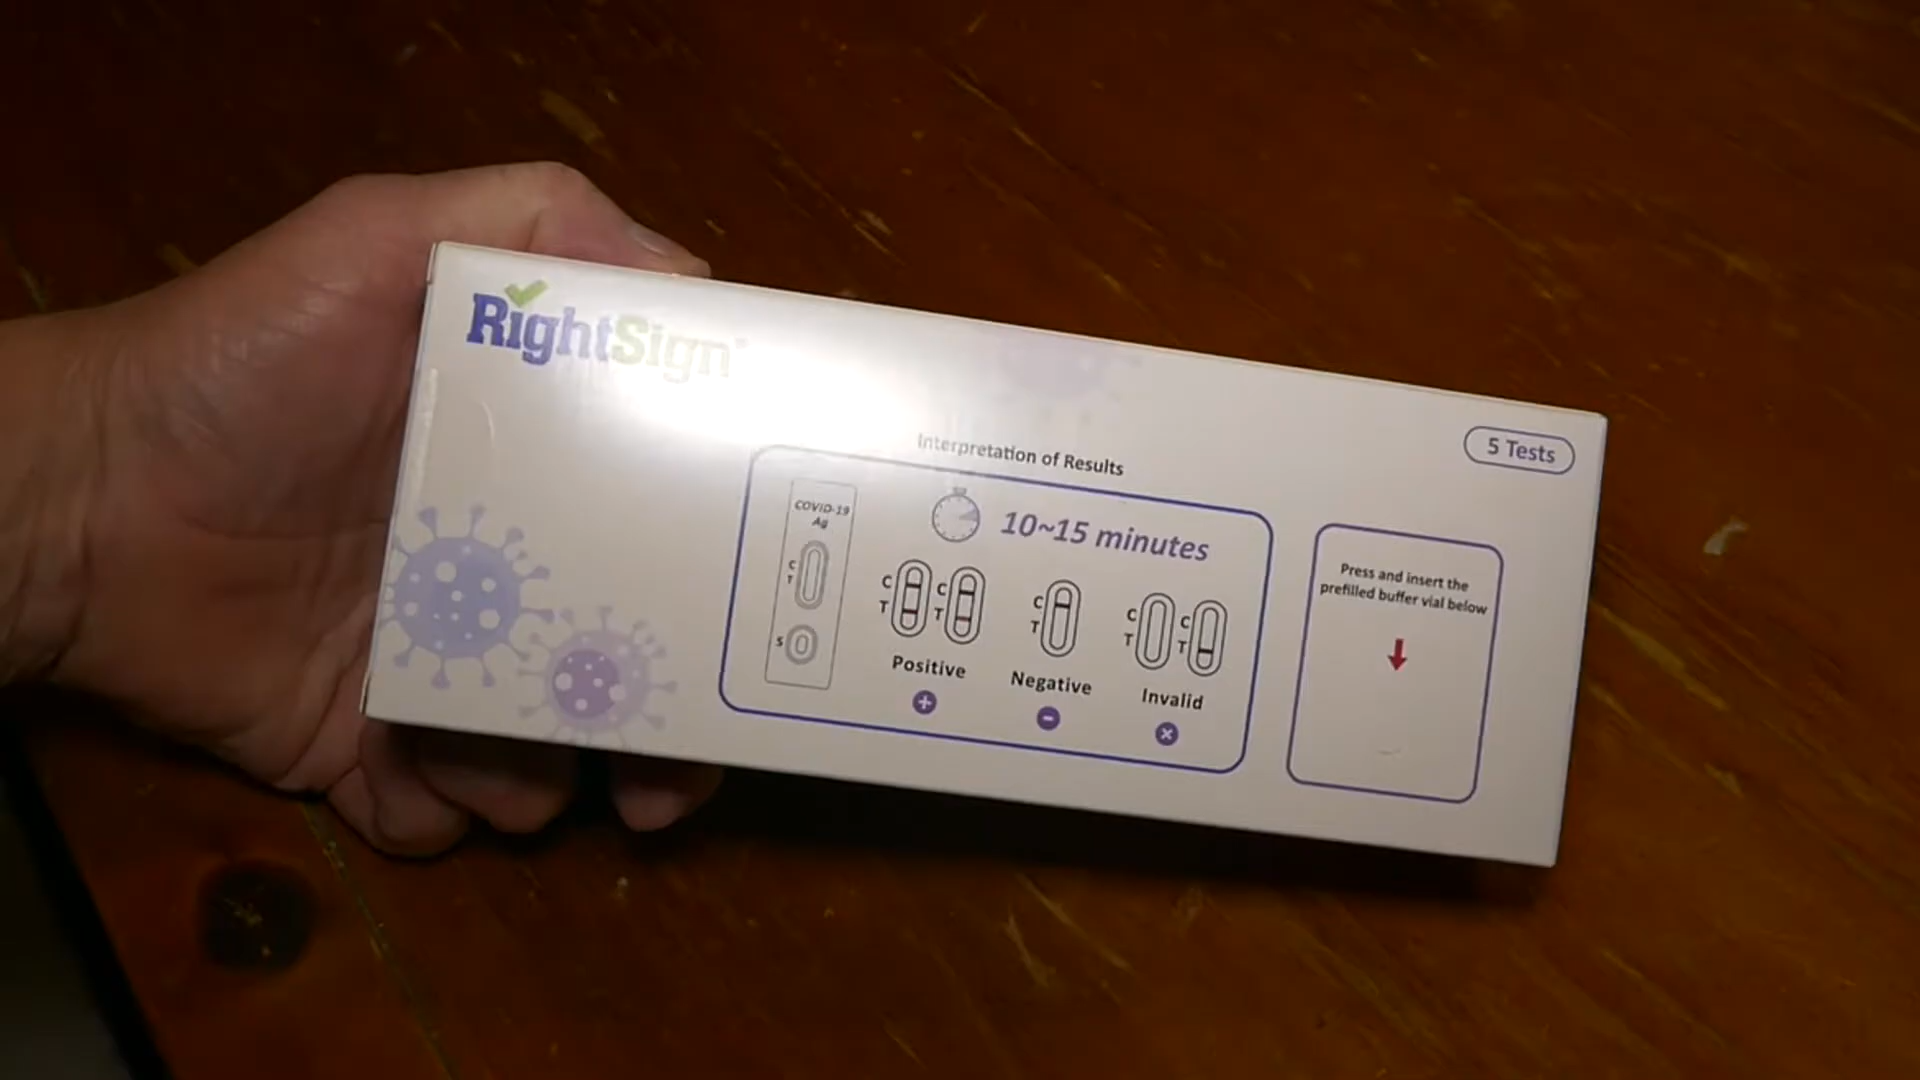 RightSign
5 Tests
Interpretation of Results
COVID-19
Ag
C
T
S
10~15 minutes
C
T
C
T
Positive
C
T
Negative
C
T
C
T
Invalid
Press and insert the
prefilled buffer vial below